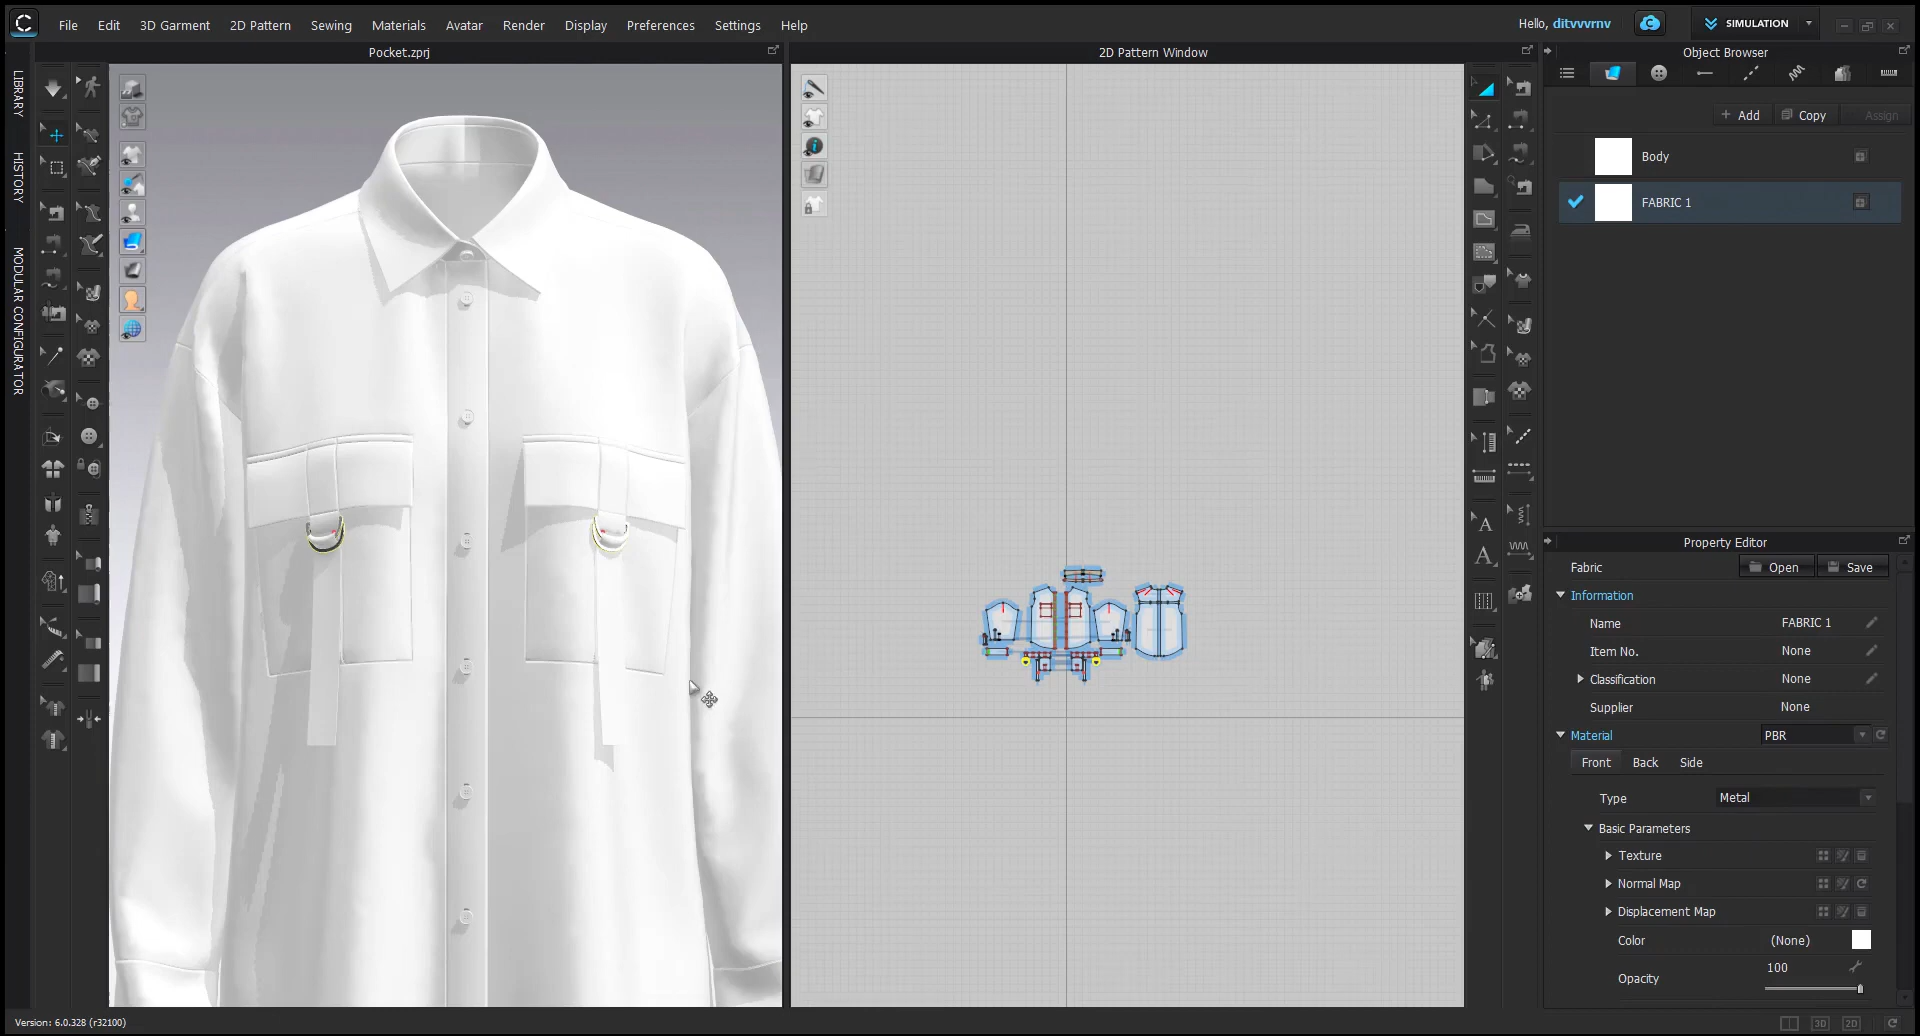 File Edit 3D Garment 2D Pattern Sewing Materials Avatar Render Display Preferences Settings Help
Hello, ditvvvrnv
SIMULATION
Pocket.zprj
2D Pattern Window
Object Browser
LIBRARY
HISTORY
MODULAR CONFIGURATOR
+ Add Copy Assign
Body
FABRIC 1
Property Editor
Fabric Open Save
Information
Name FABRIC 1
Item No. None
Classification None
Supplier None
Material PBR
Front Back Side
Type Metal
Basic Parameters
Texture
Normal Map
Displacement Map
Color (None)
Opacity 100
Version: 6.0.328 (r32100)
3D 2D